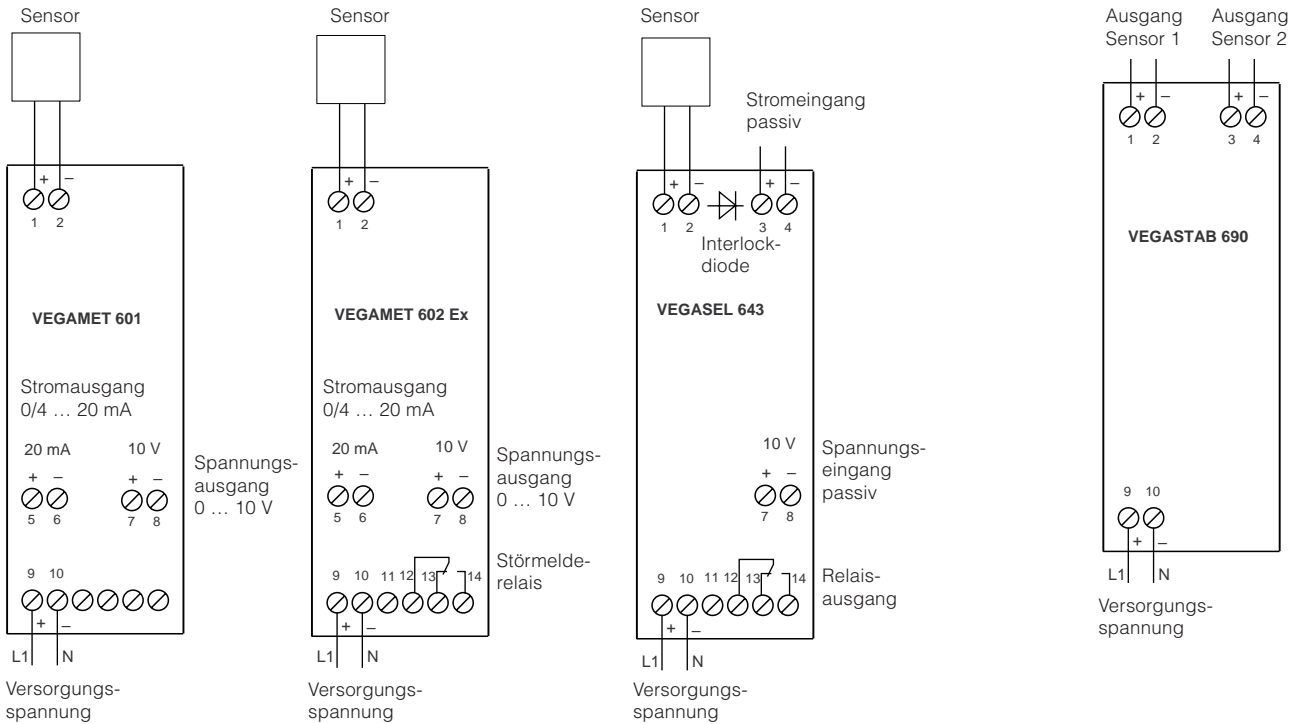 Sensor
+ –
1 2
VEGAMET 601
Stromausgang
0/4 … 20 mA
20 mA 10 V
+ – + –
5 6 7 8
Spannungs-
ausgang
0 … 10 V
9 10
+ –
L1 N
Versorgungs-
spannung
Sensor
+ –
1 2
VEGAMET 602 Ex
Stromausgang
0/4 … 20 mA
20 mA 10 V
+ – + –
5 6 7 8
Spannungs-
ausgang
0 … 10 V
Störmelde-
relais
9 10 11 12 13 14
+ –
L1 N
Versorgungs-
spannung
Sensor
Stromeingang
passiv
+ – + –
1 2 3 4
Interlock-
diode
VEGASEL 643
10 V
+ –
7 8
Spannungs-
eingang
passiv
9 10 11 12 13 14
Relais-
ausgang
+ –
L1 N
Versorgungs-
spannung
Ausgang Ausgang
Sensor 1 Sensor 2
+ – + –
1 2 3 4
VEGASTAB 690
9 10
+ –
L1 N
Versorgungs-
spannung